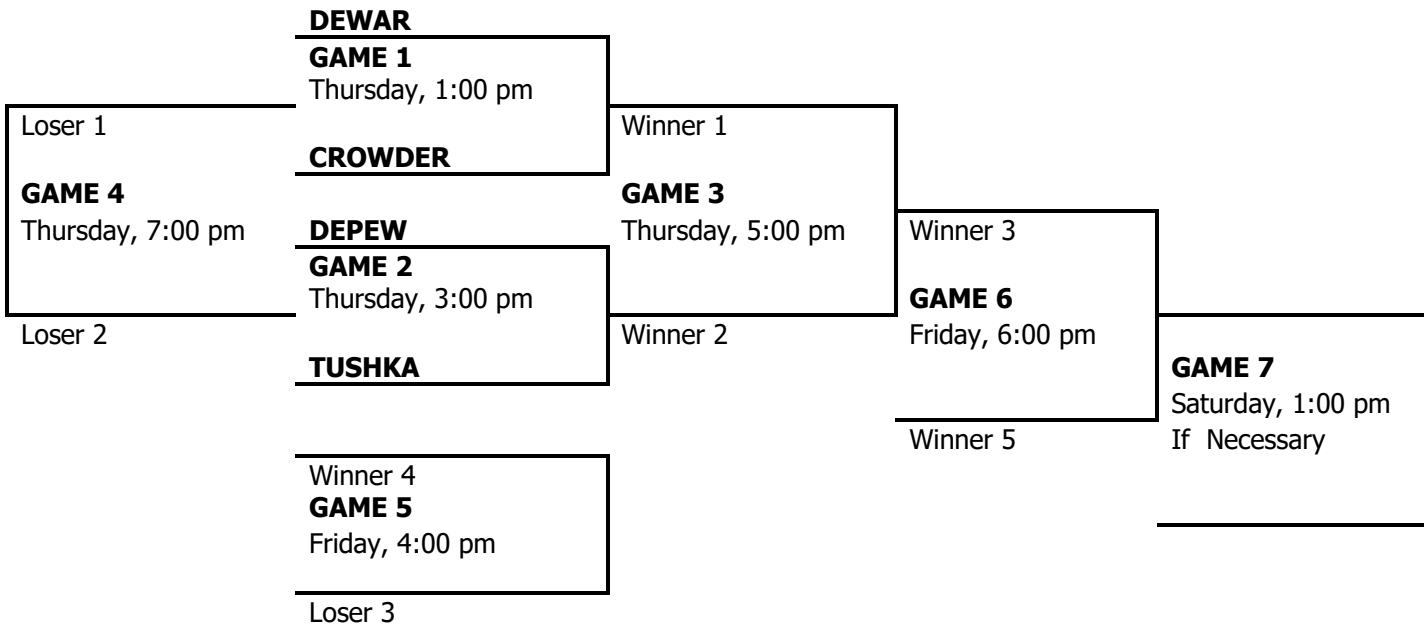 DEWAR
GAME 1
Thursday, 1:00 pm
Loser 1
Winner 1
CROWDER
GAME 4
GAME 3
Thursday, 7:00 pm
DEPEW
Thursday, 5:00 pm
Winner 3
GAME 2
Thursday, 3:00 pm
GAME 6
Loser 2
Winner 2
Friday, 6:00 pm
TUSHKA
GAME 7
Saturday, 1:00 pm
Winner 5
If Necessary
Winner 4
GAME 5
Friday, 4:00 pm
Loser 3